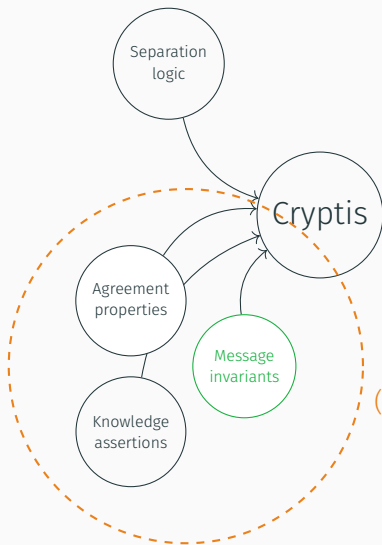 Separation
logic
Cryptis
Agreement
properties
Message
invariants
(
Knowledge
assertions